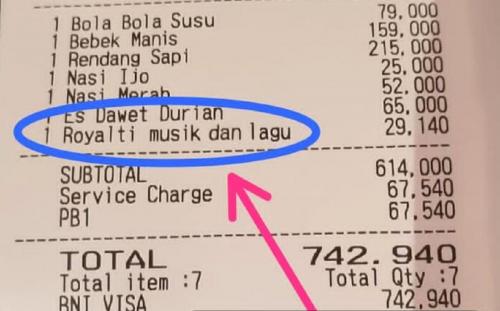 1 Bola Bola Susu 79,000
1 Bebek Manis 159,000
1 Rendang Sapi 215,000
1 Nasi Ijo 25,000
1 Nasi Merah 52,000
1 Es Dawet Durian 65,000
1 Royalti musik dan lagu 29,140
SUBTOTAL 614,000
Service Charge 67.540
PB1 67.540
TOTAL 742.940
Total item :7 Total Qty :7
BNI VISA 742,940